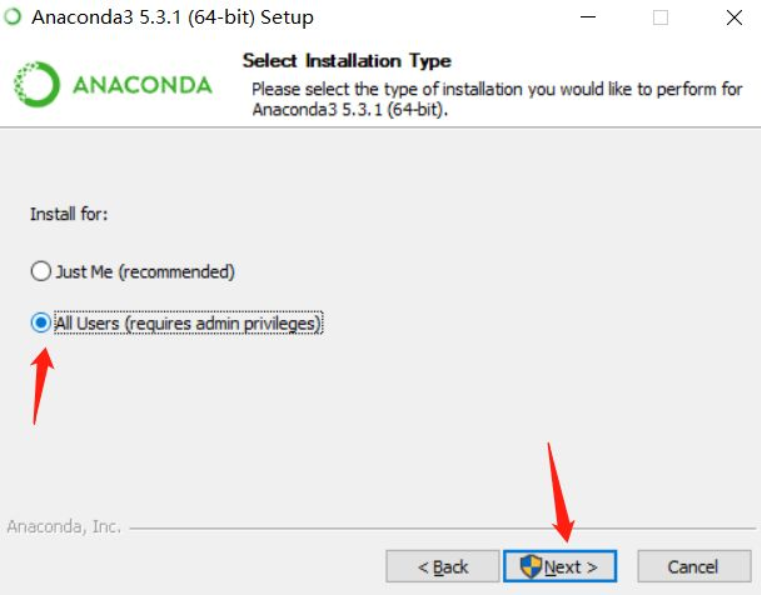 Anaconda3 5.3.1 (64-bit) Setup
ANACONDA
Select Installation Type
Please select the type of installation you would like to perform for
Anaconda3 5.3.1 (64-bit).
Install for:
Just Me (recommended)
All Users (requires admin privileges)
Anaconda, Inc.
< Back
Next >
Cancel